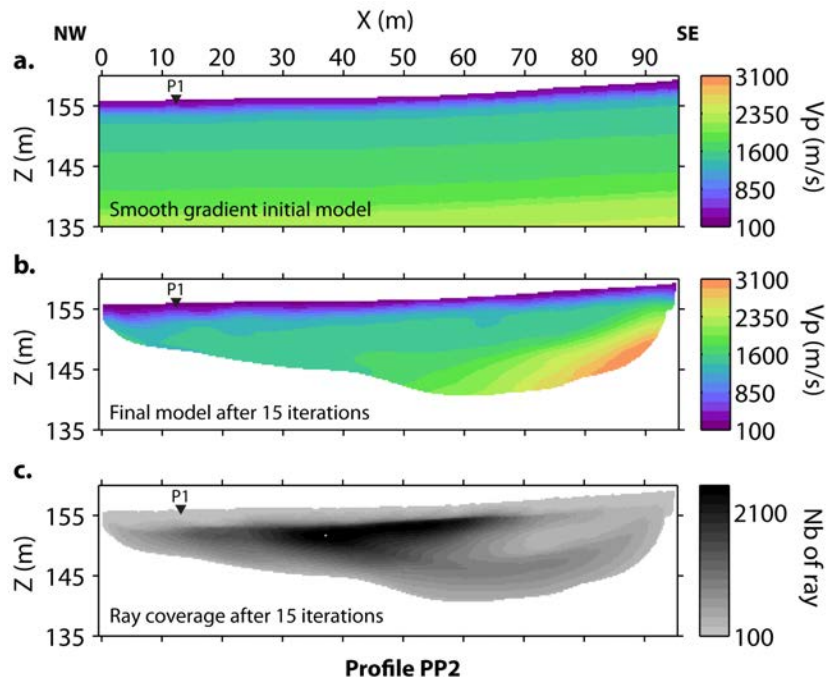 X (m)
NW SE
0 10 20 30 40 50 60 70 80 90
a.
P1
155
145
135
Z (m)
Smooth gradient initial model
3100
2350
1600
850
100
Vp (m/s)
b.
P1
155
145
135
Z (m)
Final model after 15 iterations
3100
2350
1600
850
100
Vp (m/s)
c.
P1
155
145
135
Z (m)
Ray coverage after 15 iterations
2100
100
Nb of ray
Profile PP2